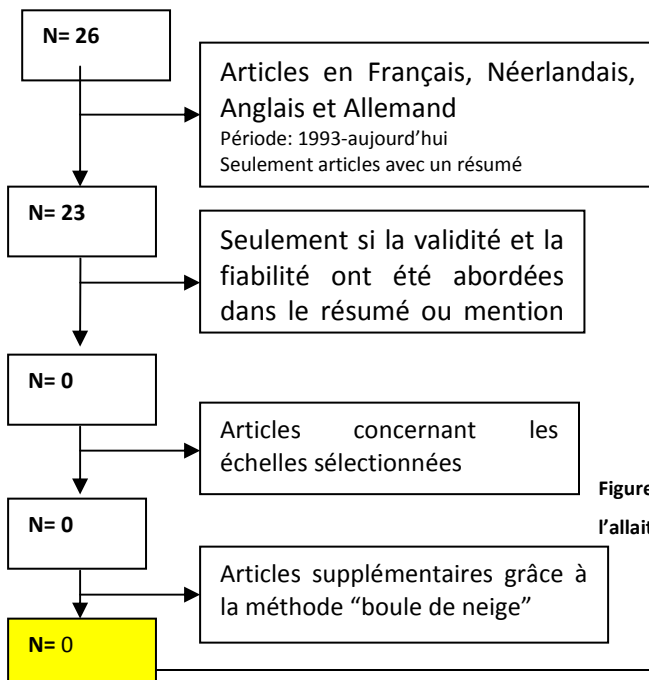 N= 26
Articles en Français, Néerlandais,
Anglais et Allemand
Période: 1993-aujourd’hui
Seulement articles avec un résumé
N= 23
Seulement si la validité et la
fiabilité ont été abordées
dans le résumé ou mention
N= 0
Articles concernant les
échelles sélectionnées
Figure
l’allait
N= 0
Articles supplémentaires grâce à
la méthode “boule de neige”
N= 0